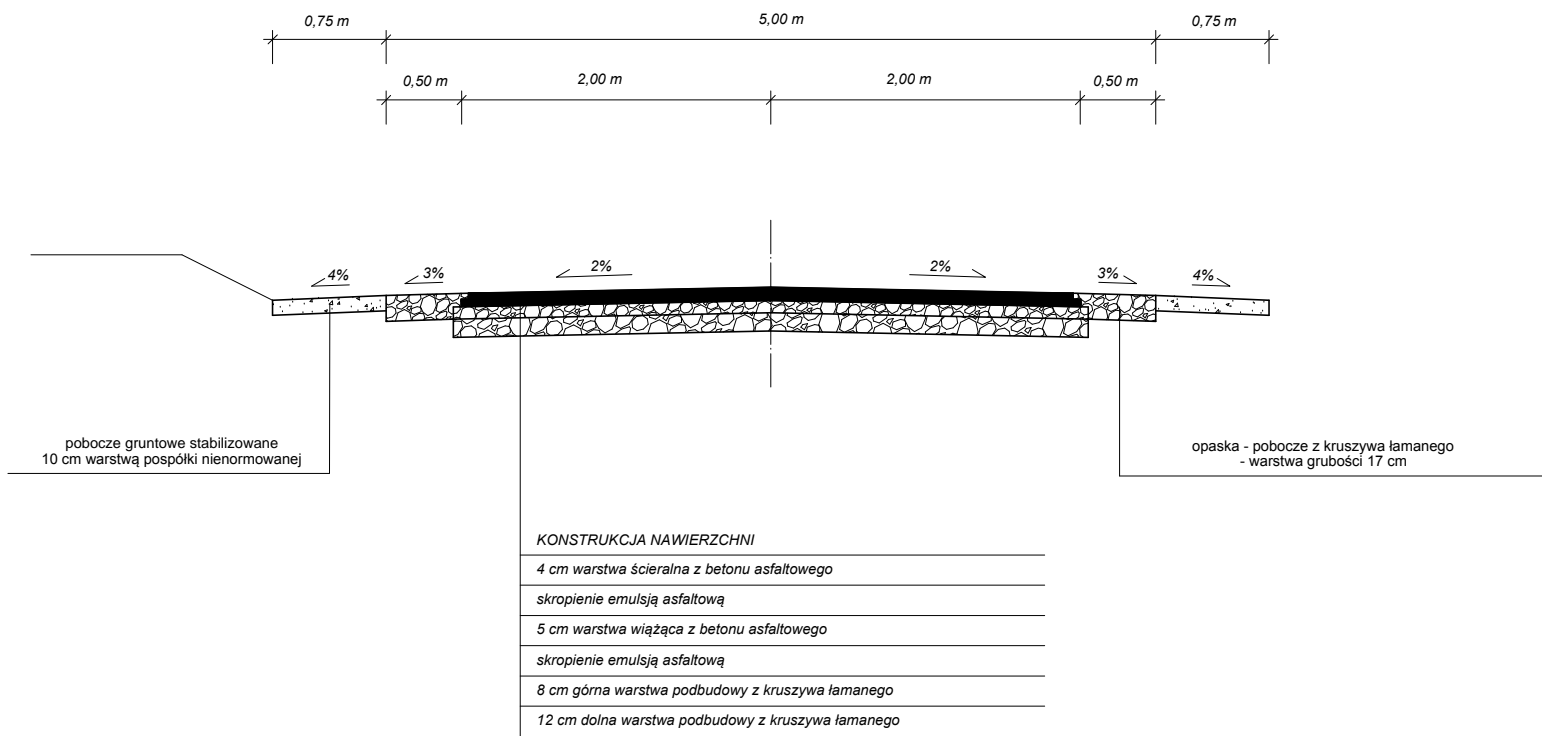 0,75 m
5,00 m
0,75 m
0,50 m
2,00 m
2,00 m
0,50 m
4%
3%
2%
2%
3%
4%
pobocze gruntowe stabilizowane
10 cm warstwą pospółki nienormowanej
opaska - pobocze z kruszywa łamanego
- warstwa grubości 17 cm
KONSTRUKCJA NAWIERZCHNI
4 cm warstwa ścieralna z betonu asfaltowego
skropienie emulsją asfaltową
5 cm warstwa wiążąca z betonu asfaltowego
skropienie emulsją asfaltową
8 cm górna warstwa podbudowy z kruszywa łamanego
12 cm dolna warstwa podbudowy z kruszywa łamanego